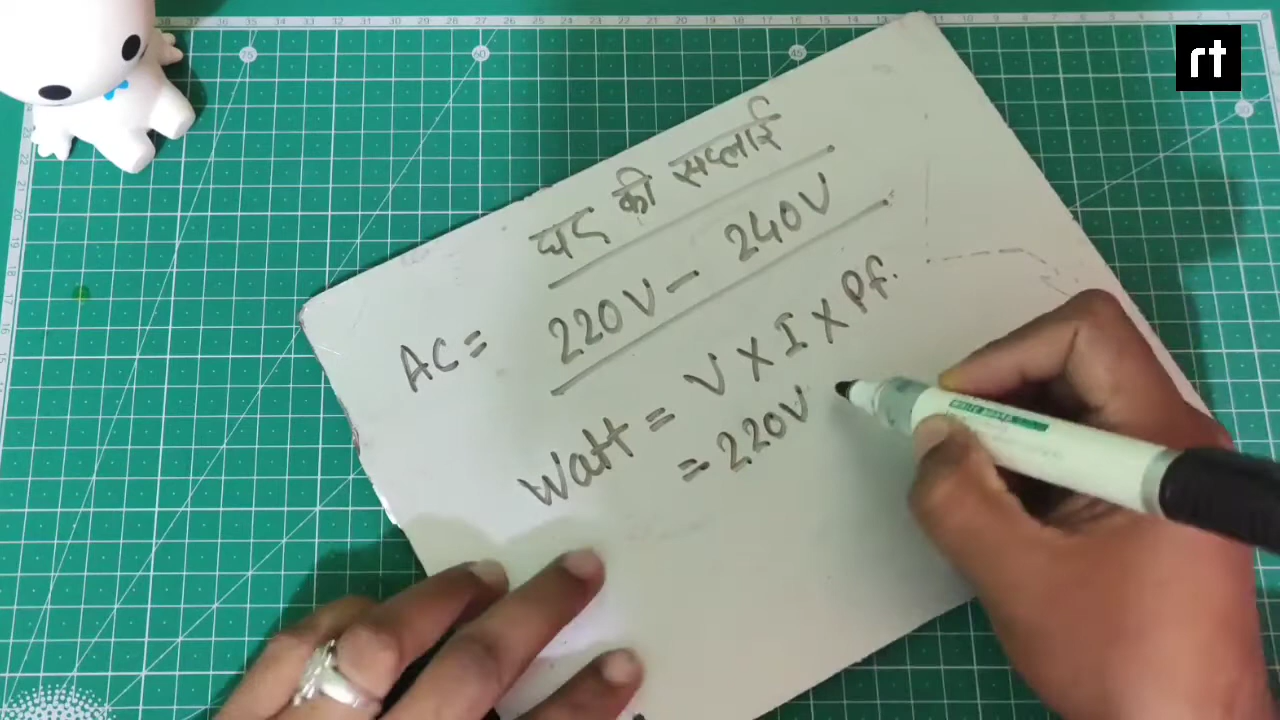 rt
घर की सप्लाई
AC = 220V - 240V
Watt = V X I X Pf.
= 220V